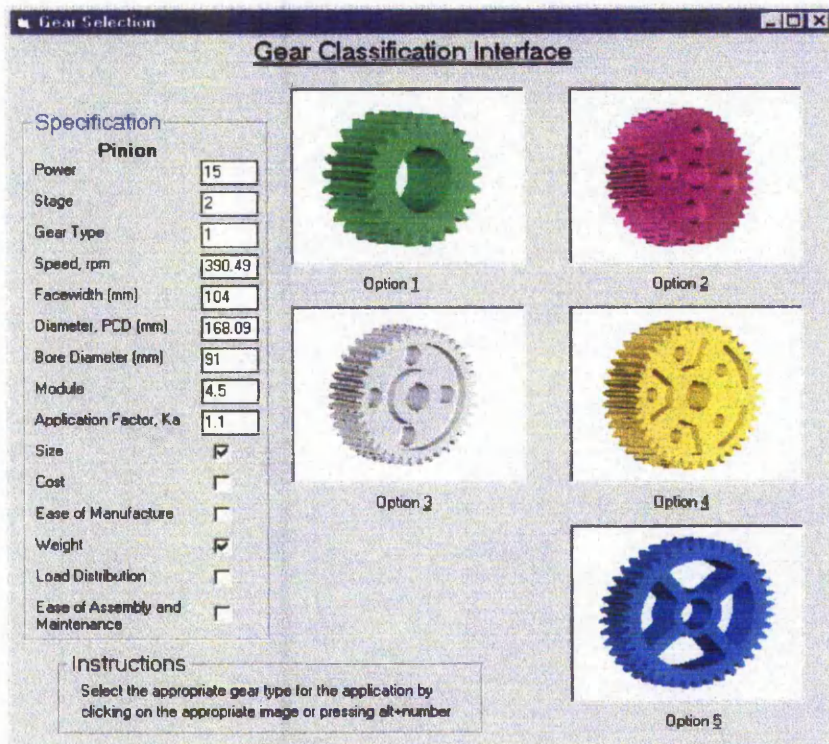 Gear Selection
Gear Classification Interface
Specification
Pinion
Power 15
Stage 2
Gear Type 1
Speed, rpm 390.49
Facewidth (mm) 104
Diameter, PCD (mm) 168.09
Bore Diameter (mm) 91
Module 4.5
Application Factor, Ka 1.1
Size
Cost
Ease of Manufacture
Weight
Load Distribution
Ease of Assembly and
Maintenance
Option 1
Option 2
Option 3
Option 4
Option 5
Instructions
Select the appropriate gear type for the application by
clicking on the appropriate image or pressing alt+number